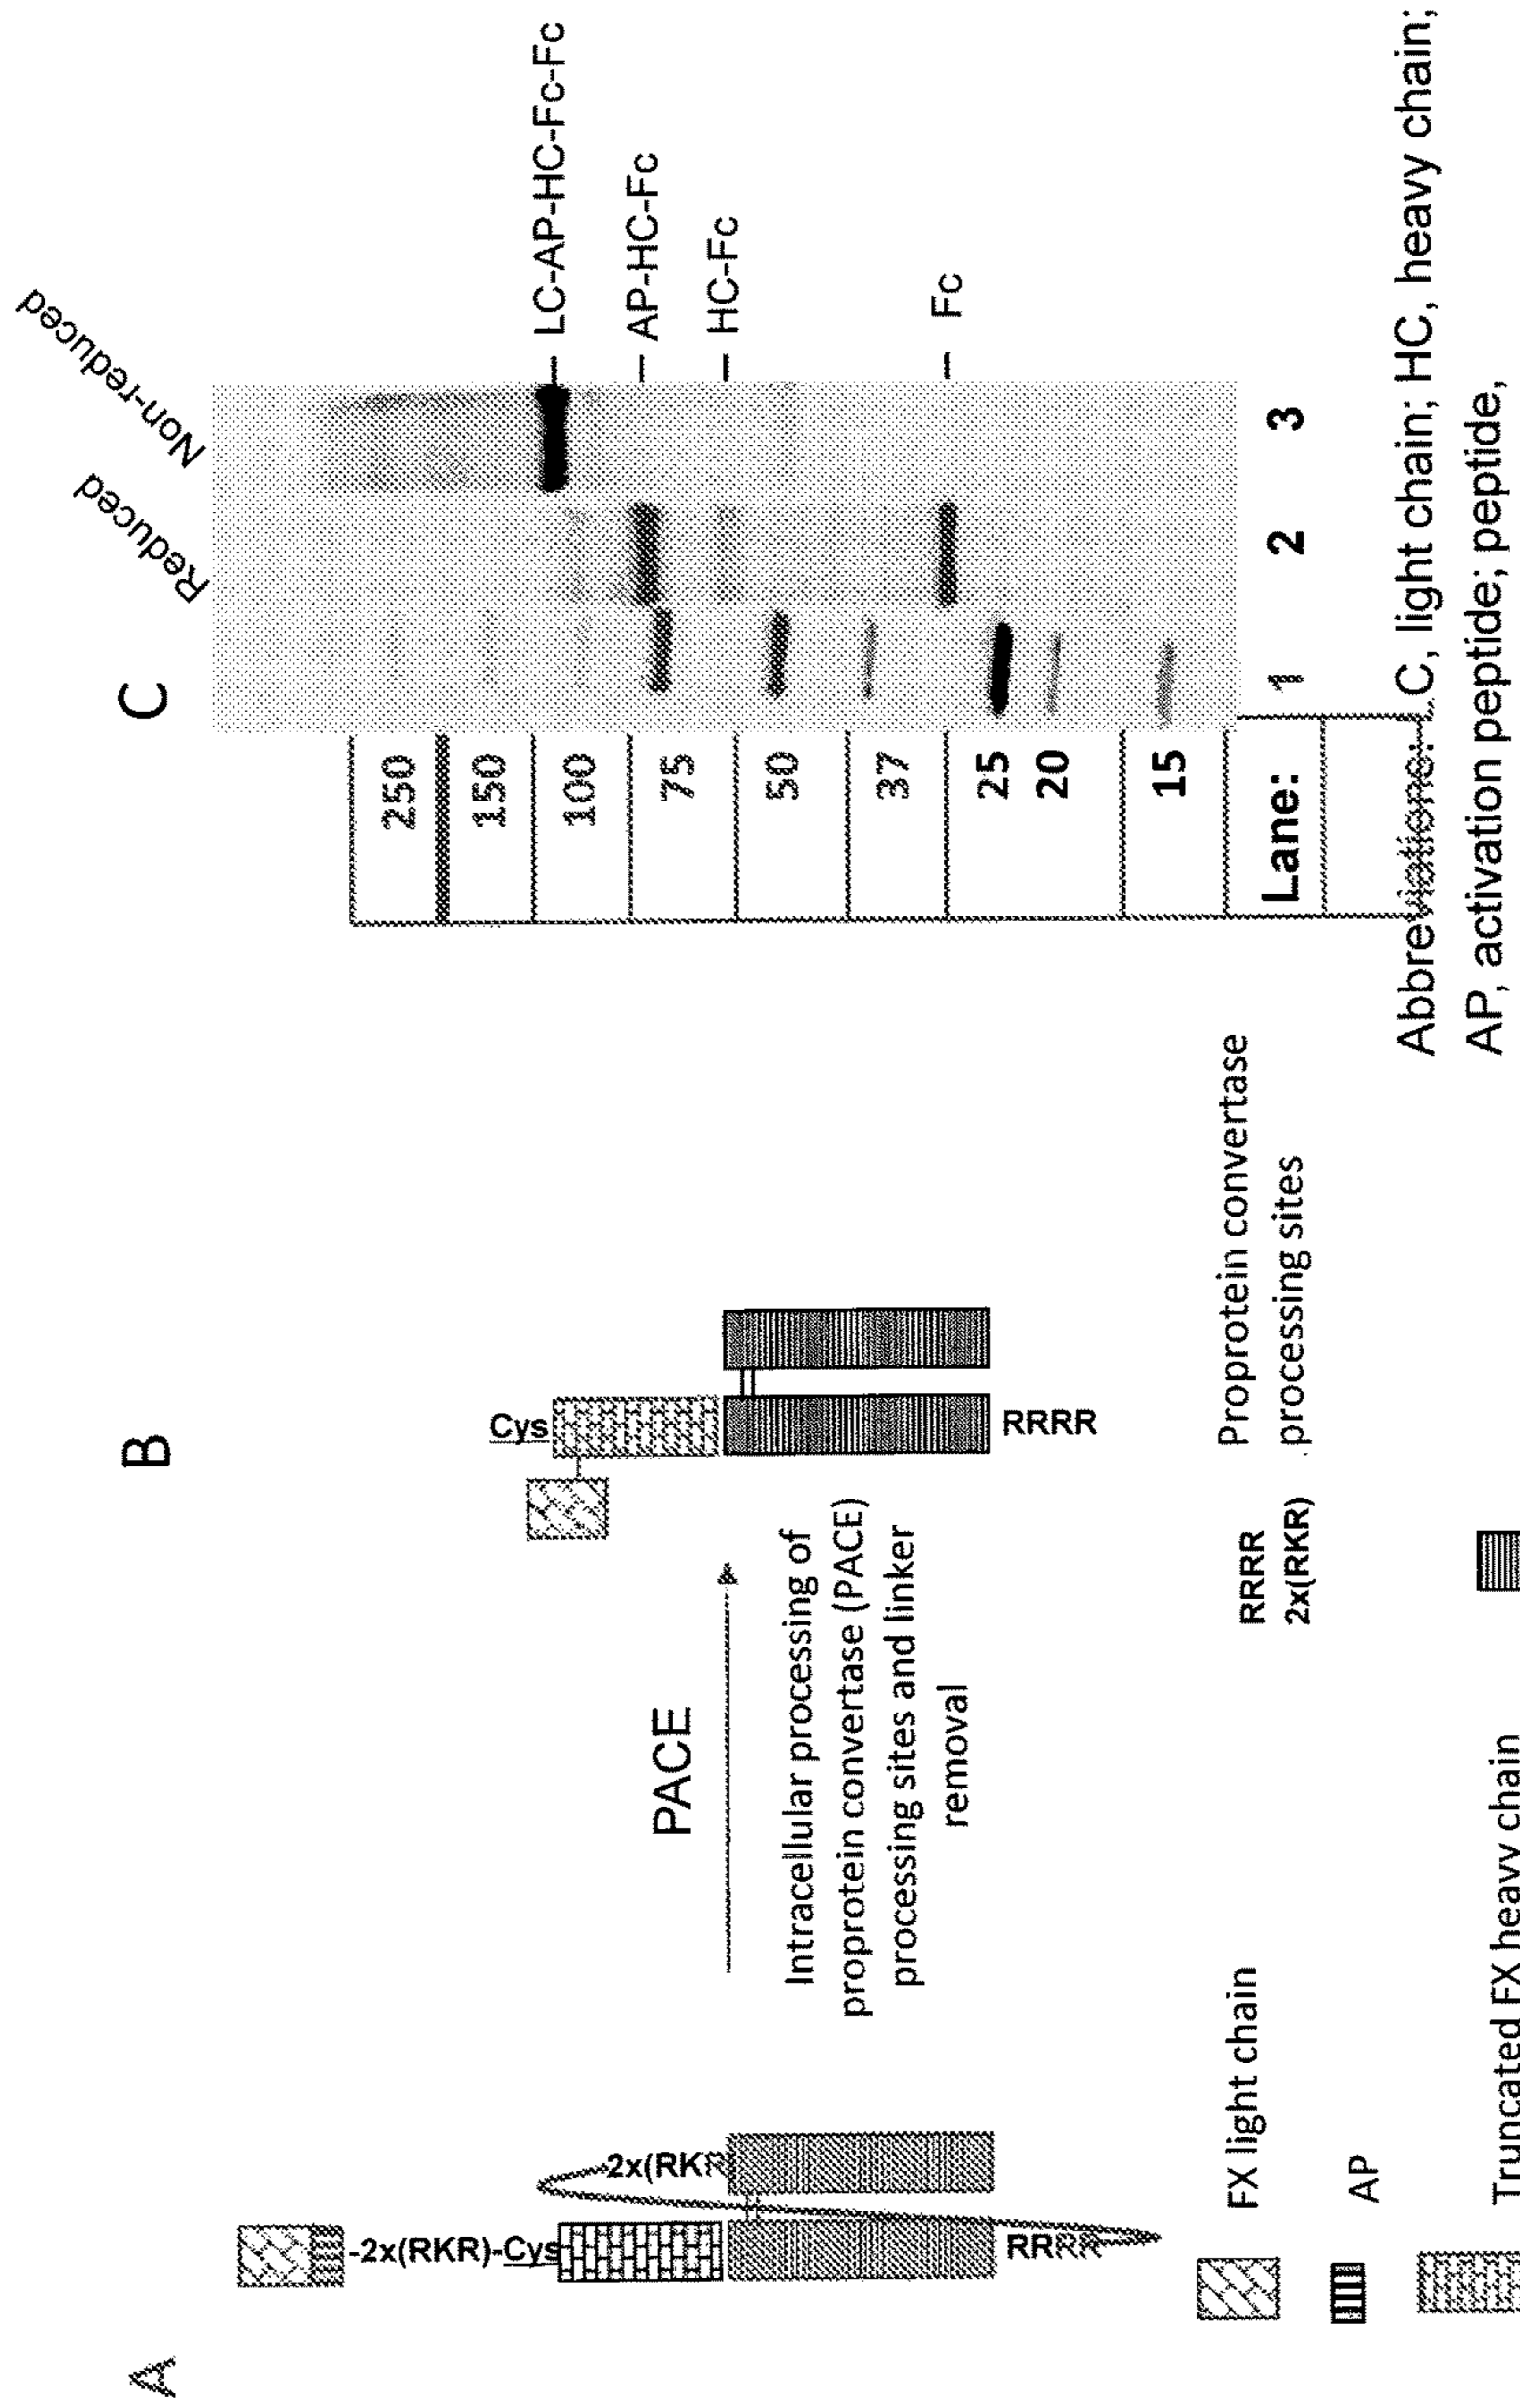 A
-2x(RKR)-Cys
2x(RKR
RRRR
PACE
Intracellular processing of
proprotein convertase (PACE)
processing sites and linker
removal
B
Cys
RRRR
FX light chain
AP
Truncated FX heavy chain
RRRR
2x(RKR)
Proprotein convertase
processing sites
C
Reduced
Non-reduced
250
150
100
75
50
37
25
20
15
LC-AP-HC-Fc-Fc
AP-HC-Fc
HC-Fc
Fc
Lane:
1
2
3
Abbreviations: C, light chain; HC, heavy chain;
AP, activation peptide; peptide,